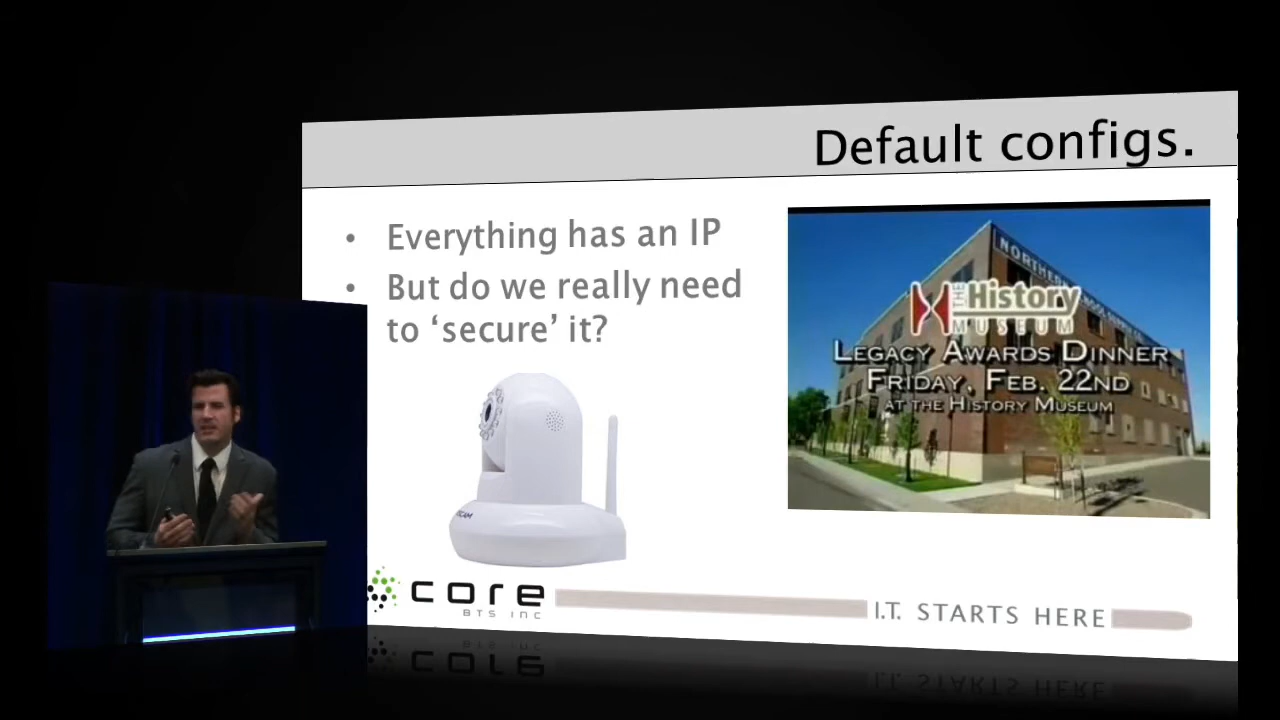 Default configs.
• Everything has an IP
• But do we really need
to ‘secure’ it?
THE History
MUSEUM
LEGACY AWARDS DINNER
FRIDAY, FEB. 22ND
AT THE HISTORY MUSEUM
core
BTS INC
I.T. STARTS HERE